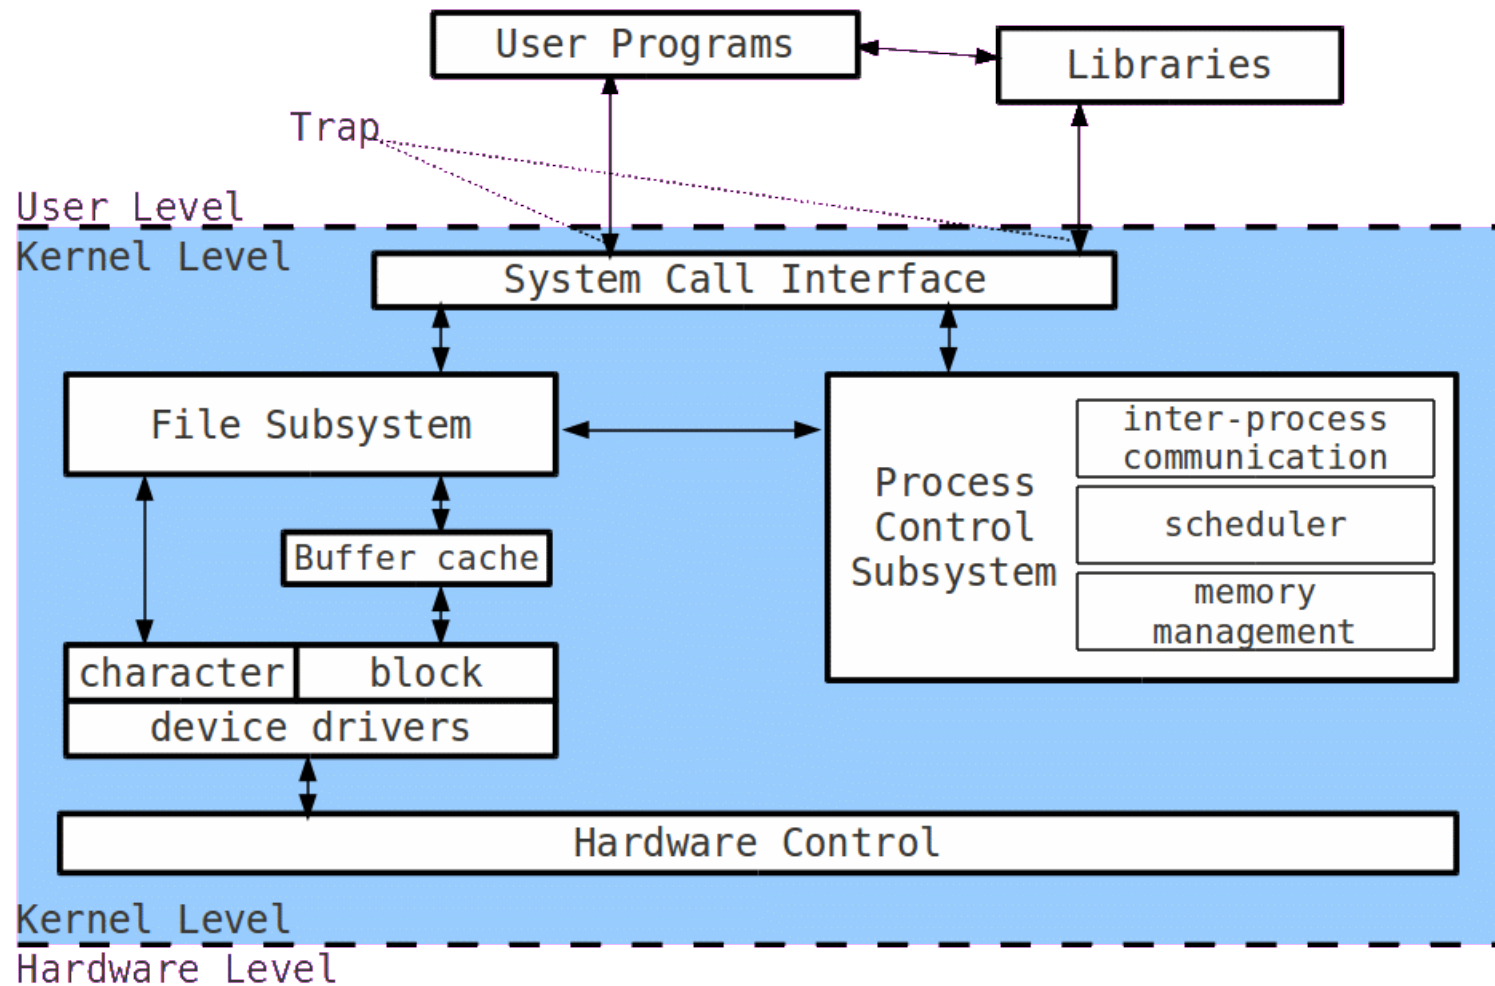 User Programs
Libraries
Trap
User Level
Kernel Level
System Call Interface
File Subsystem
Process
Control
Subsystem
inter-process
communication
scheduler
memory
management
Buffer cache
character
block
device drivers
Hardware Control
Kernel Level
Hardware Level